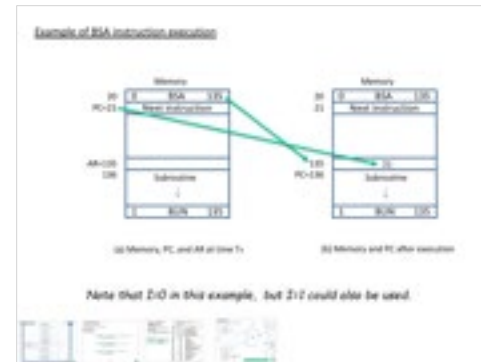 Example of BSA instruction execution
Memory
20 0 BSA 135
PC=21 Next instruction
AR=135
136 Subroutine
1 BUN 135
(a) Memory, PC, and AR at time T₄
Memory
20 0 BSA 135
21 Next instruction
135 21
PC=136 Subroutine
1 BUN 135
(b) Memory and PC after execution
Note that I=0 in this example, but I=1 could also be used.